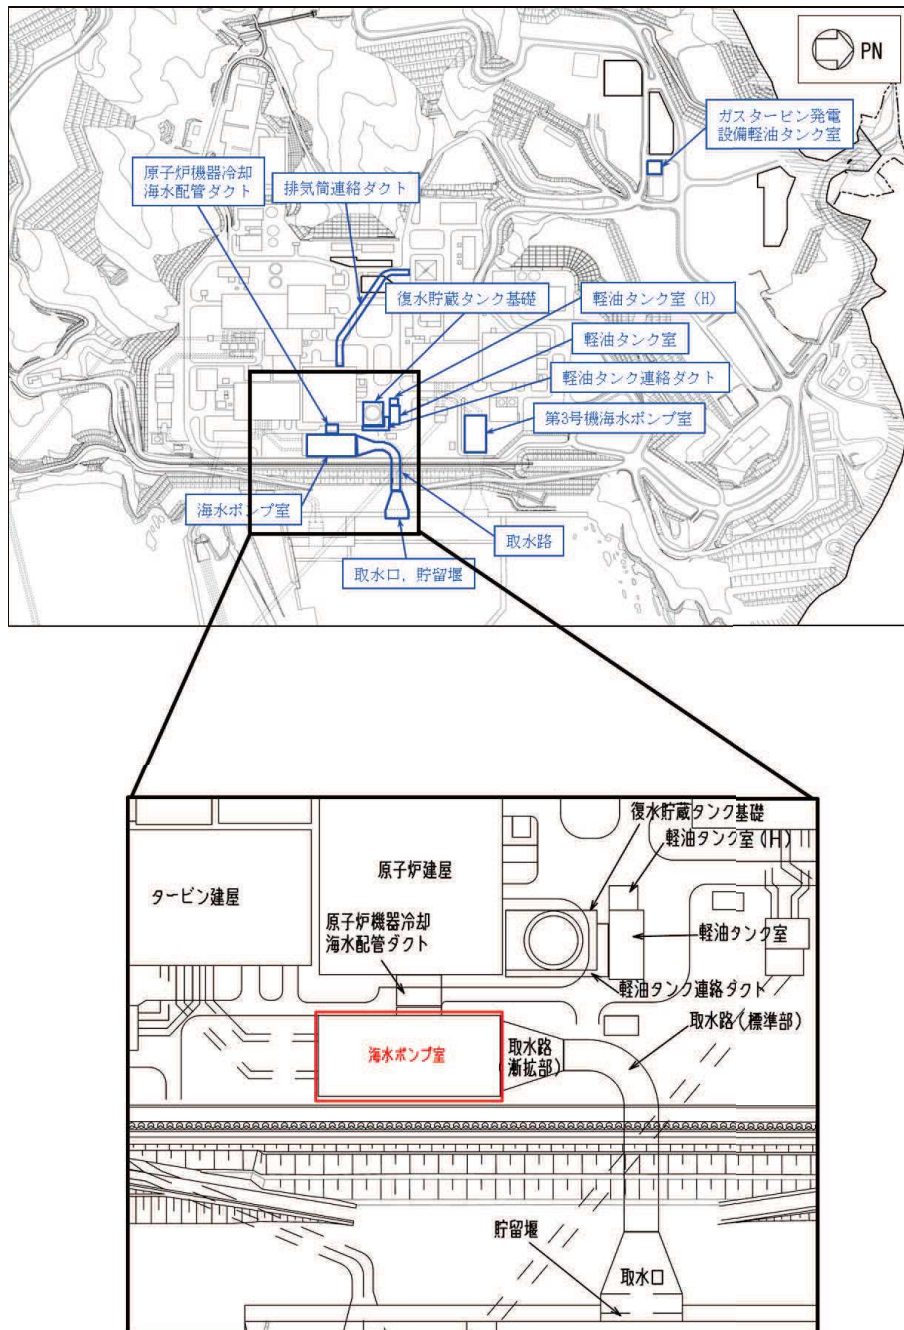 PN
ガスタービン発電
設備軽油タンク室
原子炉機器冷却
海水配管ダクト
排気筒連絡ダクト
復水貯蔵タンク基礎
軽油タンク室(H)
軽油タンク室
軽油タンク連絡ダクト
第3号機海水ポンプ室
海水ポンプ室
取水路
取水口,貯留堰
復水貯蔵タンク基礎
軽油タンク室(H)
原子炉建屋
タービン建屋
原子炉機器冷却
海水配管ダクト
軽油タンク室
軽油タンク連絡ダクト
取水路(標準部)
海水ポンプ室
取水路
漸拡部)
貯留堰
取水口